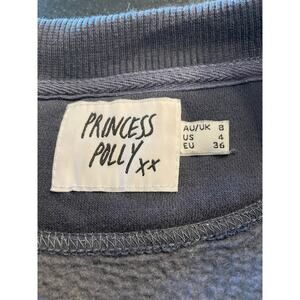 PRINCESS
POLLY xx
AU/UK 8
US 4
EU 36